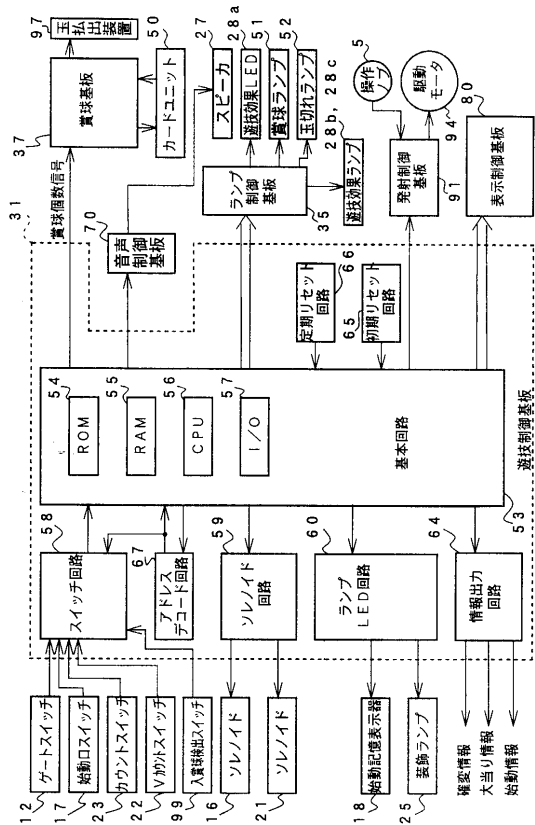 12
ゲートスイッチ
17
始動口スイッチ
23
カウントスイッチ
22
Vカウントスイッチ
99
入賞球検出スイッチ
16
ソレノイド
21
ソレノイド
18
始動記憶表示器
25
装飾ランプ
確変情報
大当り情報
始動情報
58
スイッチ回路
67
アドレス
デコード回路
59
ソレノイド
回路
60
ランプ
LED回路
64
情報出力
回路
54
ROM
55
RAM
56
CPU
57
I/O
基本回路
53
遊技制御基板
66
定期リセット
回路
65
初期リセット
回路
31
賞球個数信号
70
音声
制御
基板
37
賞球基板
97
玉払出装置
50
カードユニット
27
スピーカ
28a
遊技効果LED
51
賞球ランプ
52
玉切れランプ
28b, 28c
遊技効果ランプ
ランプ
制御
基板
35
5
操作
ノブ
駆動
モータ
94
発射制御
基板
91
80
表示制御基板